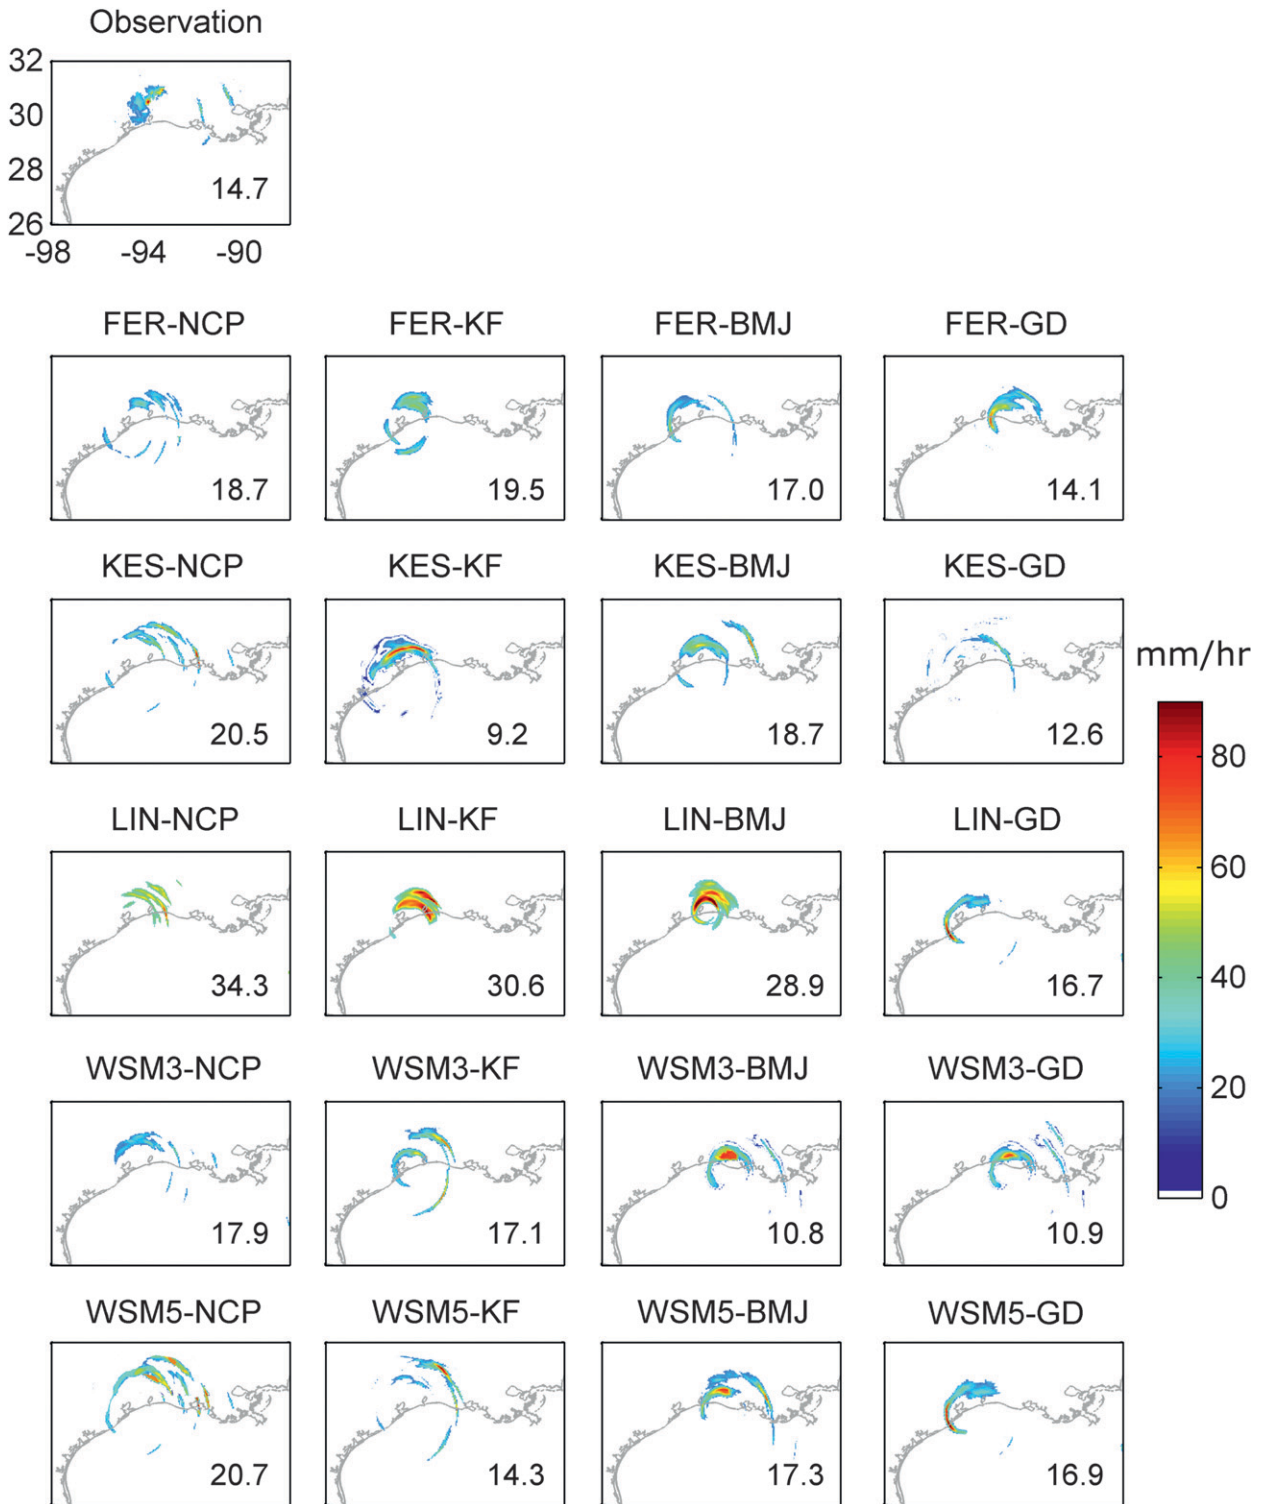 Observation
32
30
28
26
14.7
-98 -94 -90
FER-NCP FER-KF FER-BMJ FER-GD
18.7 19.5 17.0 14.1
KES-NCP KES-KF KES-BMJ KES-GD
20.5 9.2 18.7 12.6
mm/hr
80
60
40
20
0
LIN-NCP LIN-KF LIN-BMJ LIN-GD
34.3 30.6 28.9 16.7
WSM3-NCP WSM3-KF WSM3-BMJ WSM3-GD
17.9 17.1 10.8 10.9
WSM5-NCP WSM5-KF WSM5-BMJ WSM5-GD
20.7 14.3 17.3 16.9